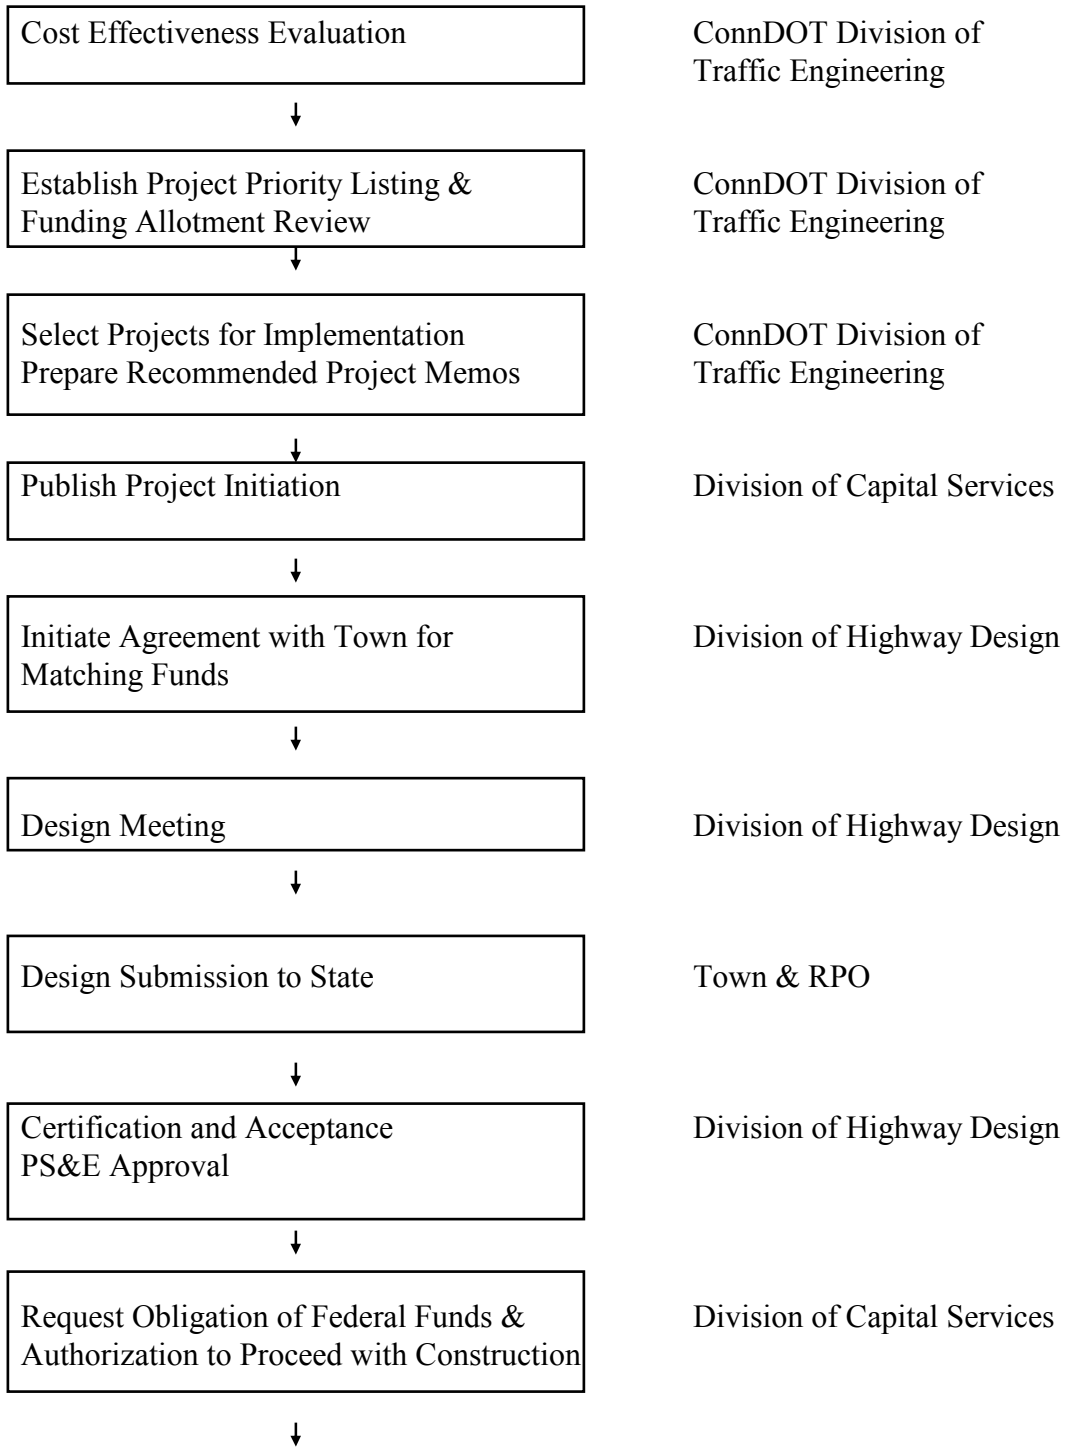 Cost Effectiveness Evaluation
ConnDOT Division of
Traffic Engineering
Establish Project Priority Listing &
Funding Allotment Review
ConnDOT Division of
Traffic Engineering
Select Projects for Implementation
Prepare Recommended Project Memos
ConnDOT Division of
Traffic Engineering
Publish Project Initiation
Division of Capital Services
Initiate Agreement with Town for
Matching Funds
Division of Highway Design
Design Meeting
Division of Highway Design
Design Submission to State
Town & RPO
Certification and Acceptance
PS&E Approval
Division of Highway Design
Request Obligation of Federal Funds &
Authorization to Proceed with Construction
Division of Capital Services